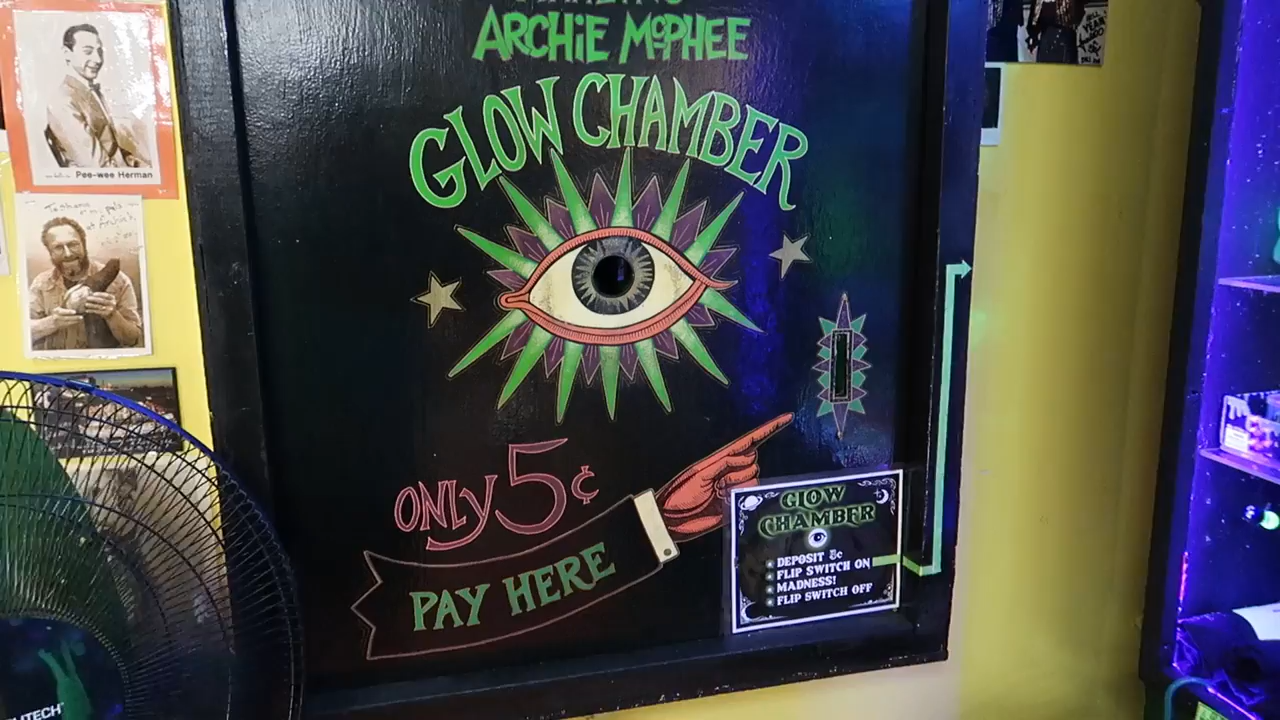 ARCHiE McPHEE
GLOW CHAMBER
ONLY 5¢
PAY HERE
GLOW
CHAMBER
DEPOSIT 5c
FLIP SWITCH ON
MADNESS!
FLIP SWITCH OFF
Pee-wee Herman